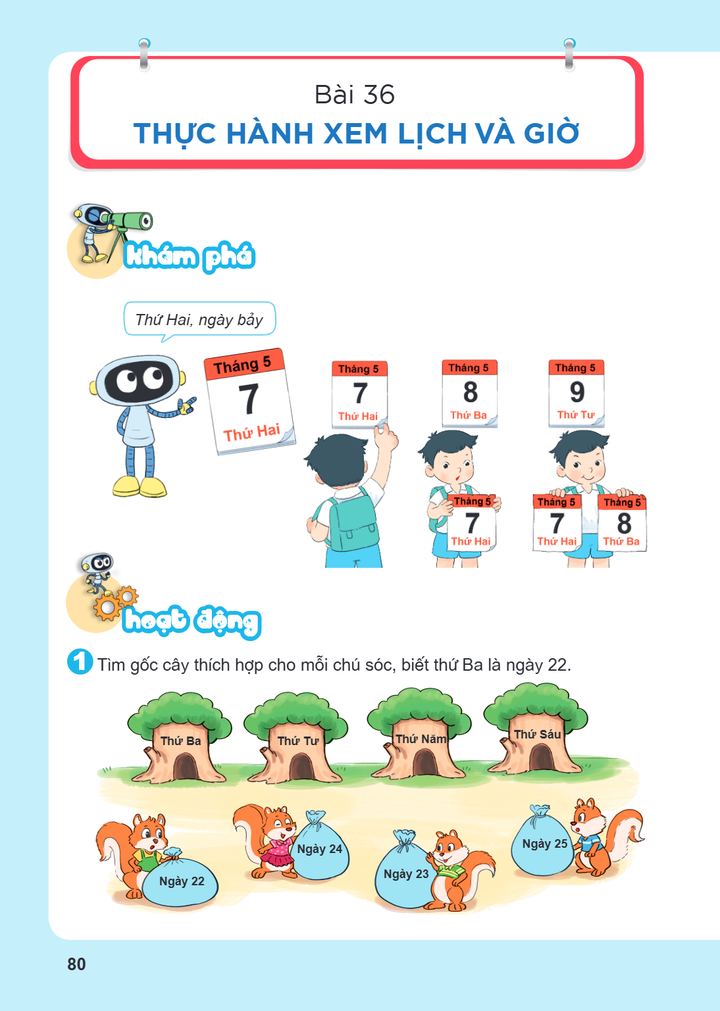 Bài 36
THỰC HÀNH XEM LỊCH VÀ GIỜ
khám phá
Thứ Hai, ngày bảy
Tháng 5
7
Thứ Hai
Tháng 5
7
Thứ Hai
Tháng 5
8
Thứ Ba
Tháng 5
9
Thứ Tư
Tháng 5
7
Thứ Hai
Tháng 5
7
Thứ Hai
Tháng 5
8
Thứ Ba
hoạt động
1 Tìm gốc cây thích hợp cho mỗi chú sóc, biết thứ Ba là ngày 22.
Thứ Ba
Thứ Tư
Thứ Năm
Thứ Sáu
Ngày 22
Ngày 24
Ngày 23
Ngày 25
80